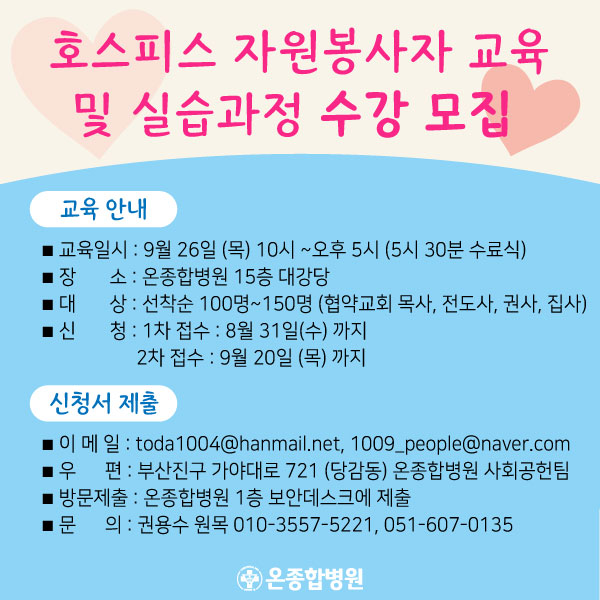 호스피스 자원봉사자 교육
및 실습과정 수강 모집
교육 안내
■ 교육일시 : 9월 26일 (목) 10시 ~오후 5시 (5시 30분 수료식)
■ 장 소 : 온종합병원 15층 대강당
■ 대 상 : 선착순 100명~150명 (협약교회 목사, 전도사, 권사, 집사)
■ 신 청 : 1차 접수 : 8월 31일(수) 까지
2차 접수 : 9월 20일 (목) 까지
신청서 제출
■ 이 메 일 : toda1004@hanmail.net, 1009_people@naver.com
■ 우 편 : 부산진구 가야대로 721 (당감동) 온종합병원 사회공헌팀
■ 방문제출 : 온종합병원 1층 보안데스크에 제출
■ 문 의 : 권용수 원목 010-3557-5221, 051-607-0135
온종합병원